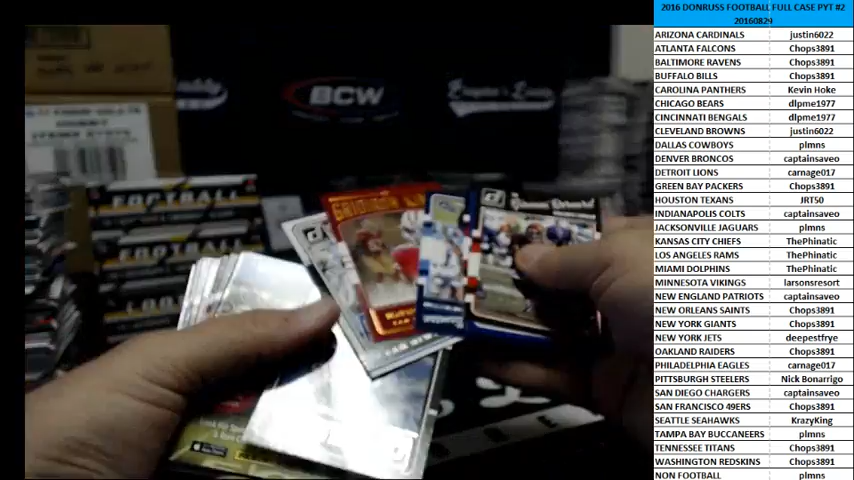 2016 DONRUSS FOOTBALL FULL CASE PYT #2
20160829
ARIZONA CARDINALS justin6022
ATLANTA FALCONS Chops3891
BALTIMORE RAVENS Chops3891
BUFFALO BILLS Chops3891
CAROLINA PANTHERS Kevin Hoke
CHICAGO BEARS dlpme1977
CINCINNATI BENGALS dlpme1977
CLEVELAND BROWNS justin6022
DALLAS COWBOYS plmns
DENVER BRONCOS captainsaveo
DETROIT LIONS carnage017
GREEN BAY PACKERS Chops3891
HOUSTON TEXANS JRT50
INDIANAPOLIS COLTS captainsaveo
JACKSONVILLE JAGUARS plmns
KANSAS CITY CHIEFS ThePhinatic
LOS ANGELES RAMS ThePhinatic
MIAMI DOLPHINS ThePhinatic
MINNESOTA VIKINGS larsonsresort
NEW ENGLAND PATRIOTS captainsaveo
NEW ORLEANS SAINTS Chops3891
NEW YORK GIANTS Chops3891
NEW YORK JETS deepestfrye
OAKLAND RAIDERS Chops3891
PHILADELPHIA EAGLES carnage017
PITTSBURGH STEELERS Nick Bonarrigo
SAN DIEGO CHARGERS captainsaveo
SAN FRANCISCO 49ERS Chops3891
SEATTLE SEAHAWKS KrazyKing
TAMPA BAY BUCCANEERS plmns
TENNESSEE TITANS Chops3891
WASHINGTON REDSKINS Chops3891
NON FOOTBALL plmns
BCW
FOOTBALL
FOOTBALL
GRIDIRON